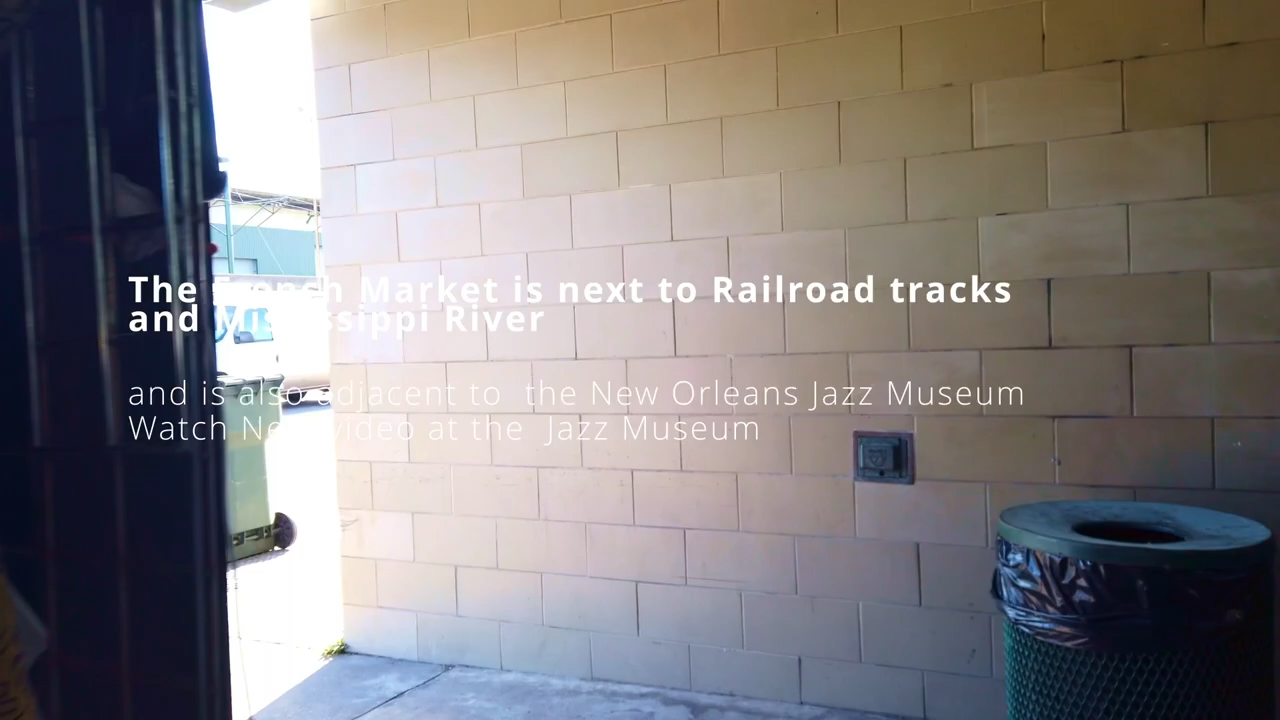 The French Market is next to Railroad tracks
and Mississippi River
and is also adjacent to the New Orleans Jazz Museum
Watch New video at the Jazz Museum